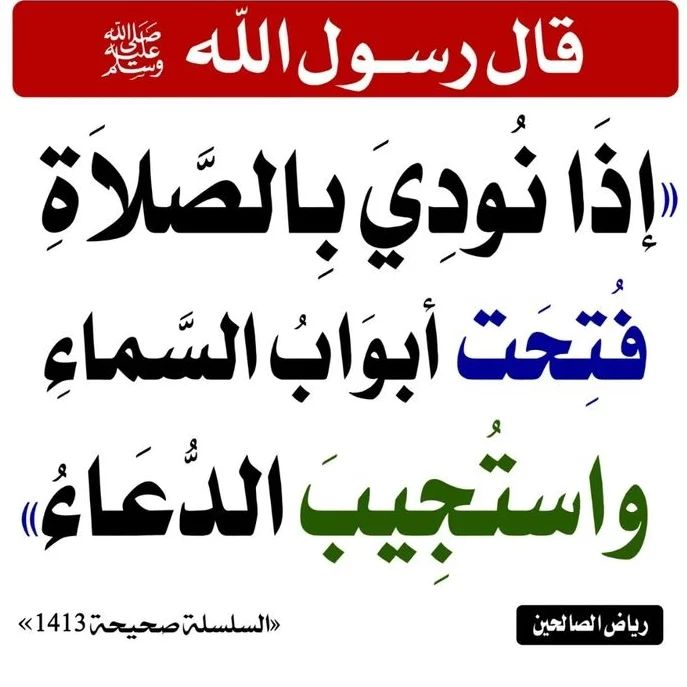 قال رسول الله ﷺ
«إذَا نُودِيَ بِالصَّلاَةِ
فُتِحَت أبوَابُ السَّماءِ
واستُجِيبَ الدُّعَاءُ»
رياض الصالحين
«السلسلة صحيحة 1413»